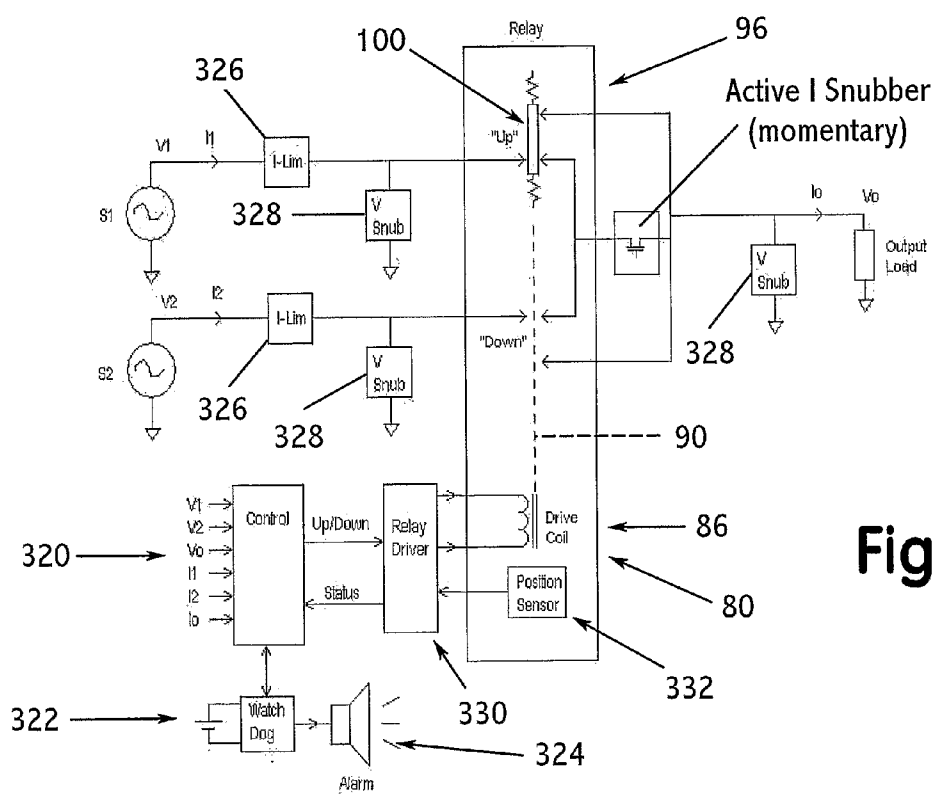 Relay
100
96
326
Active I Snubber
(momentary)
V1
I1
I-Lim
"Up"
328
V
Snub
S1
Io
Vo
V
Snub
Output
Load
V2
I2
I-Lim
"Down"
328
S2
326
V
Snub
328
90
V1
V2
Vo
I1
I2
Io
Control
Up/Down
Status
Relay
Driver
Drive
Coil
86
Fig
320
Position
Sensor
80
332
322
Watch
Dog
330
324
Alarm